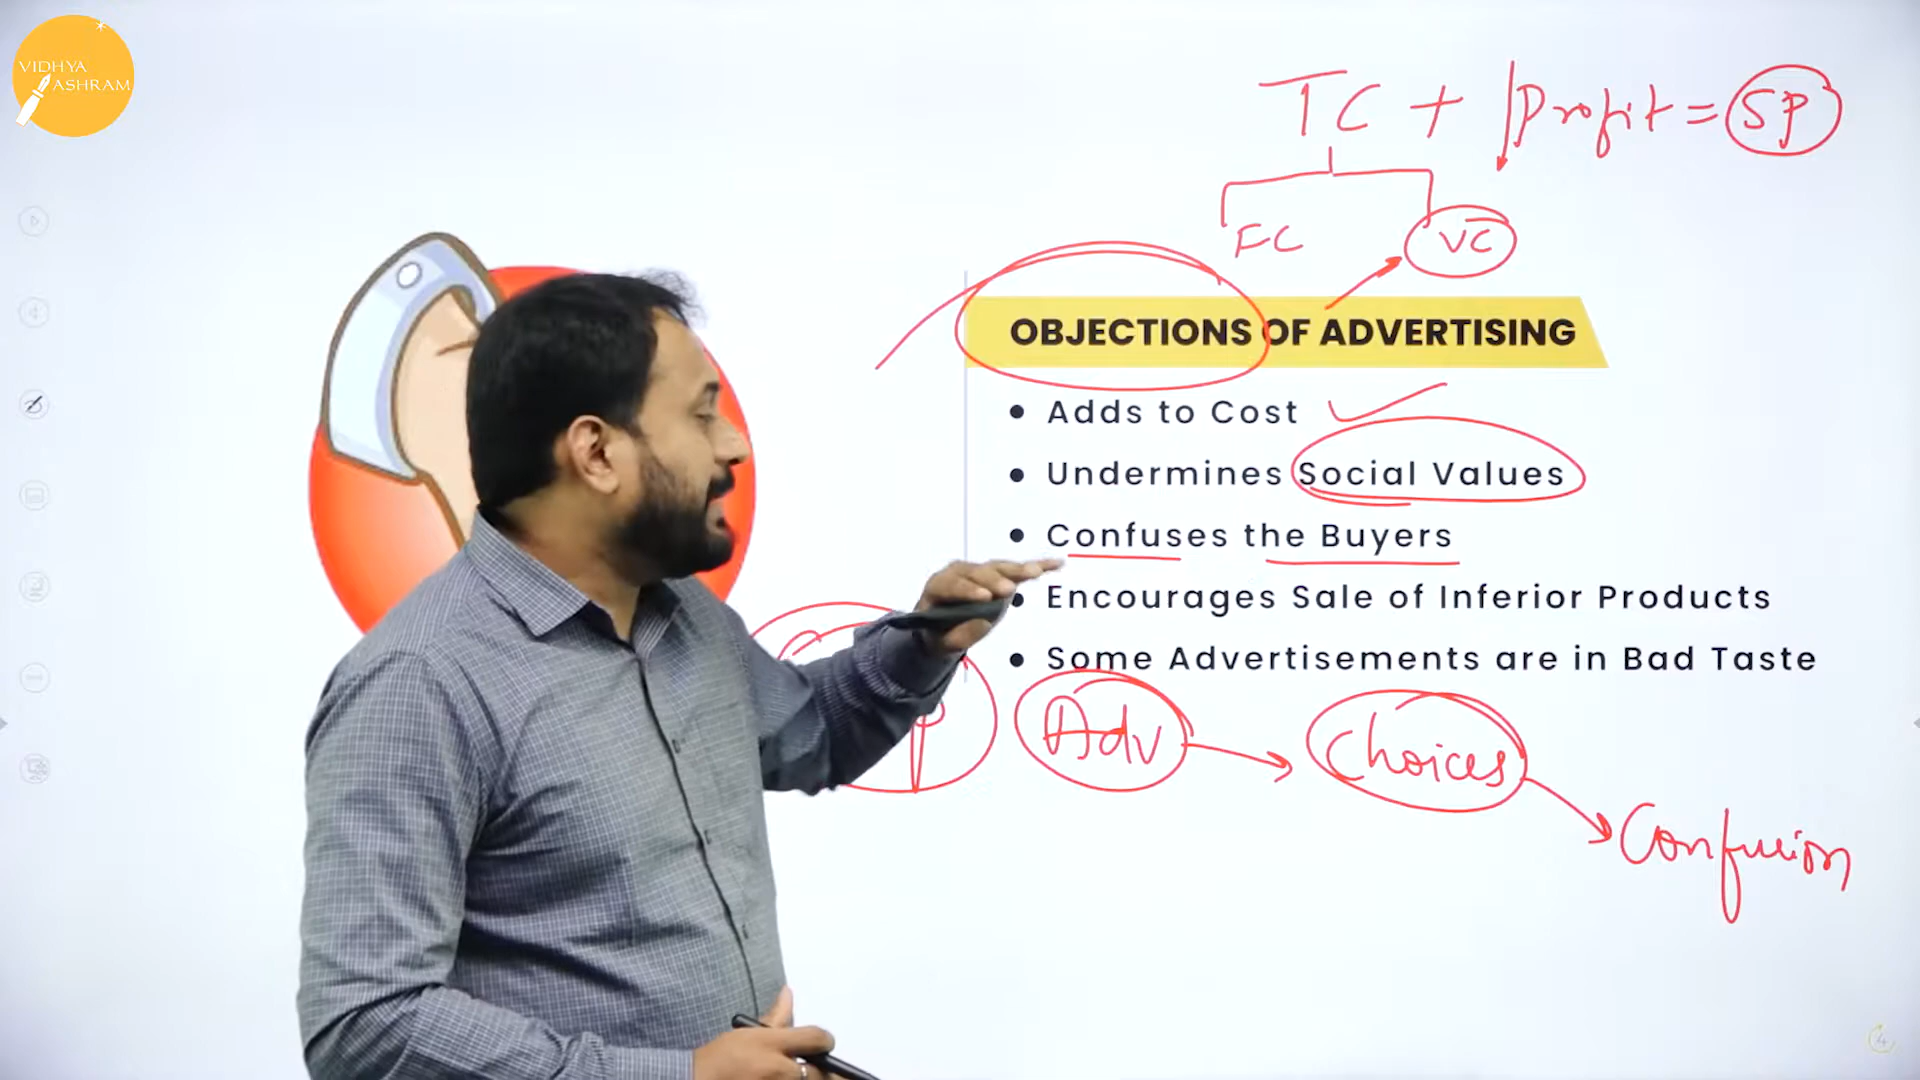 VIDHYA
ASHRAM
TC + Profit = SP
FC VC
OBJECTIONS OF ADVERTISING
• Adds to Cost
• Undermines Social Values
• Confuses the Buyers
• Encourages Sale of Inferior Products
• Some Advertisements are in Bad Taste
Adv → Choices
Confusion
4